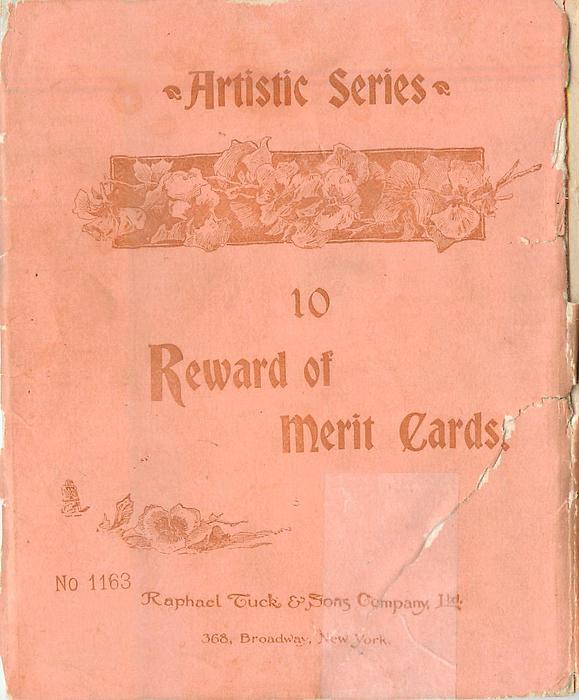 Artistic Series
10
Reward of
Merit Cards.
No 1163
Raphael Tuck & Sons Company, Ltd.
368, Broadway, New York.